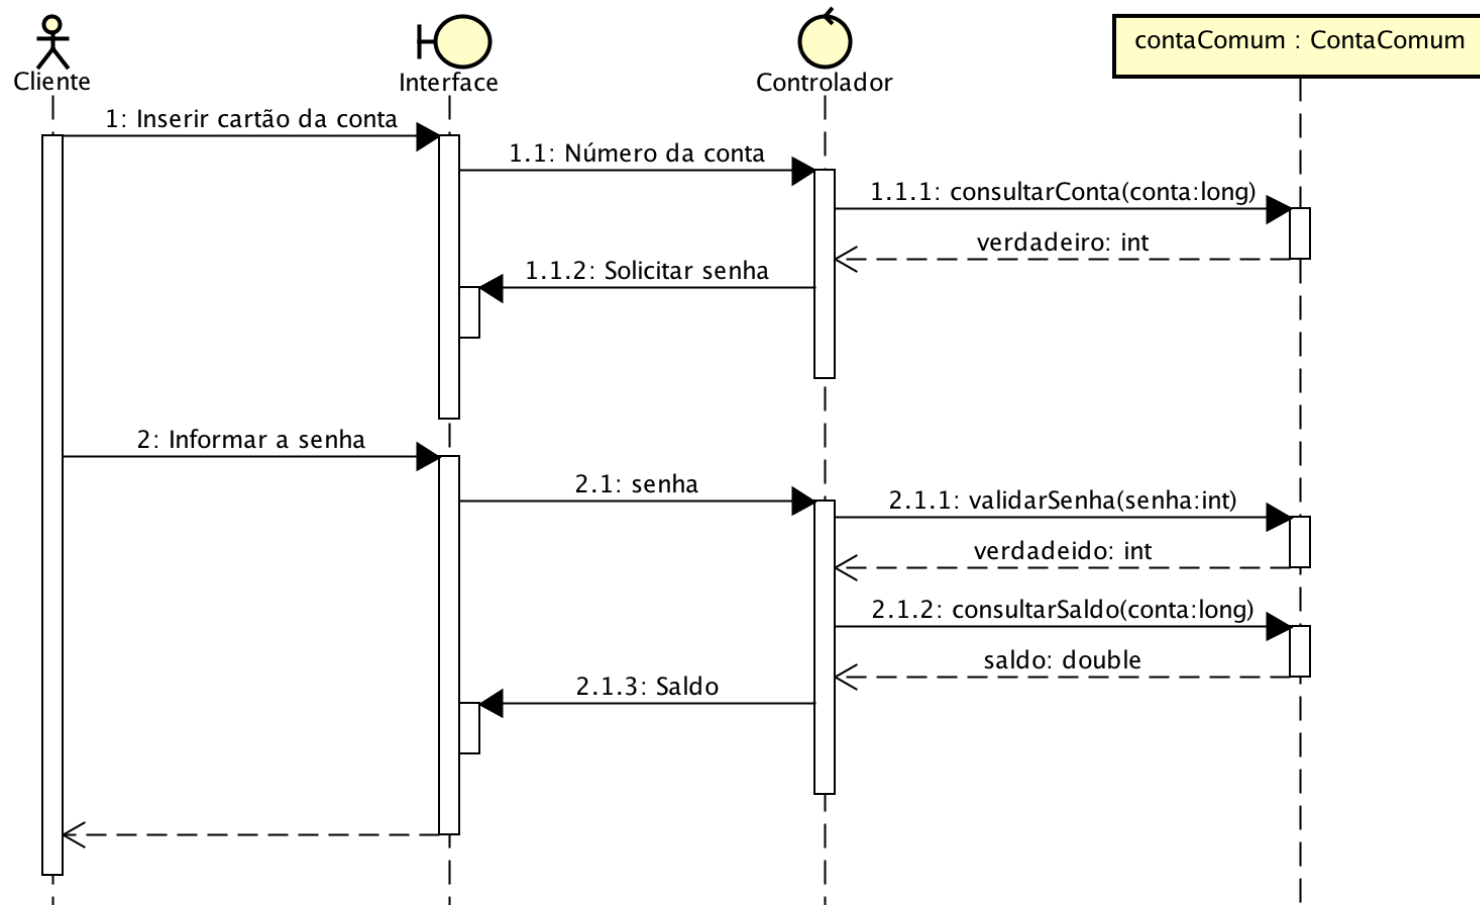 Cliente
Interface
Controlador
contaComum : ContaComum
1: Inserir cartão da conta
1.1: Número da conta
1.1.1: consultarConta(conta:long)
verdadeiro: int
1.1.2: Solicitar senha
2: Informar a senha
2.1: senha
2.1.1: validarSenha(senha:int)
verdadeido: int
2.1.2: consultarSaldo(conta:long)
saldo: double
2.1.3: Saldo